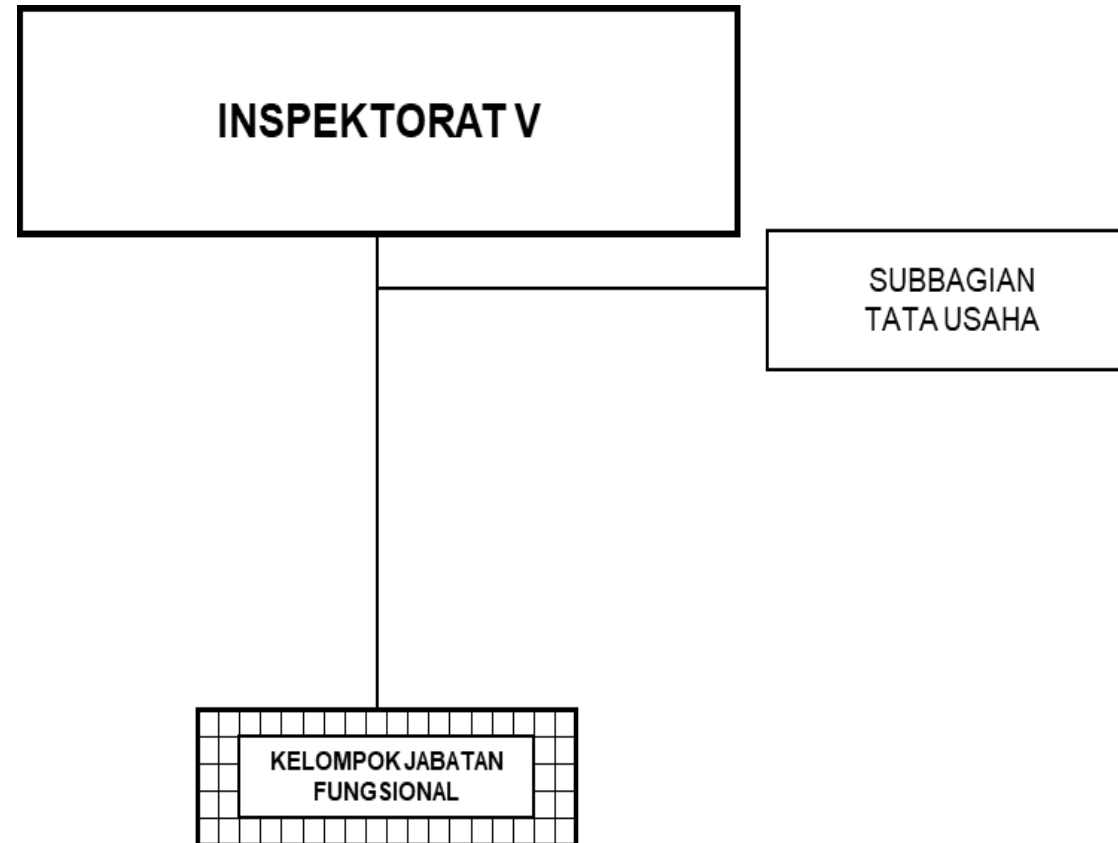 INSPEKTORAT V
SUBBAGIAN
TATA USAHA
KELOMPOK JABATAN
FUNGSIONAL